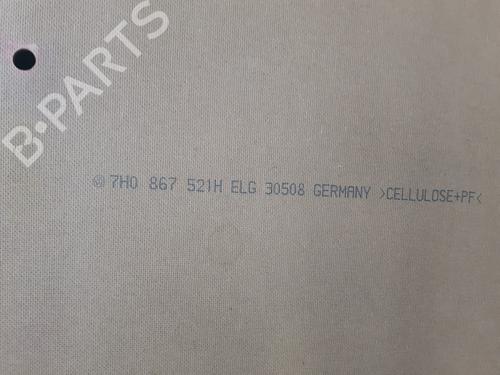 B-PARTS
7H0 867 521H ELG 30508 GERMANY >CELLULOSE+PF<